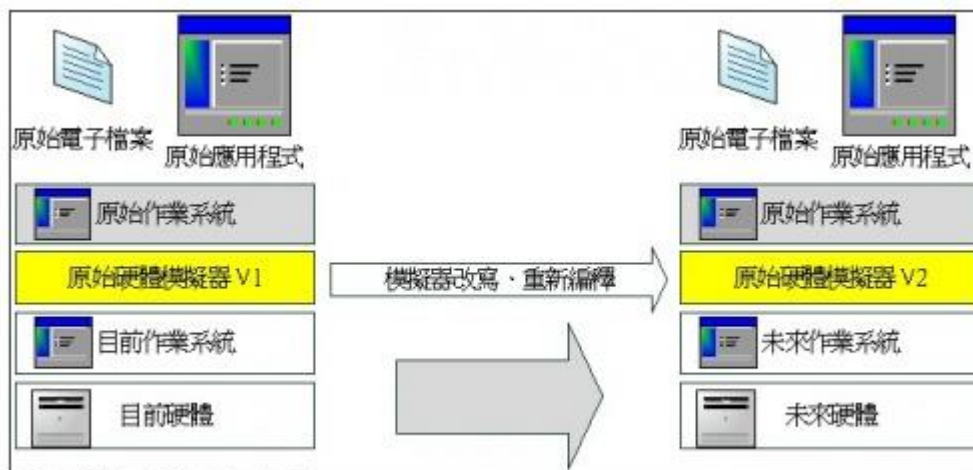 原始電子檔案
原始應用程式
原始作業系統
原始硬體模擬器 V1
目前作業系統
目前硬體
模擬器改寫、重新編繹
原始電子檔案
原始應用程式
原始作業系統
原始硬體模擬器 V2
未來作業系統
未來硬體